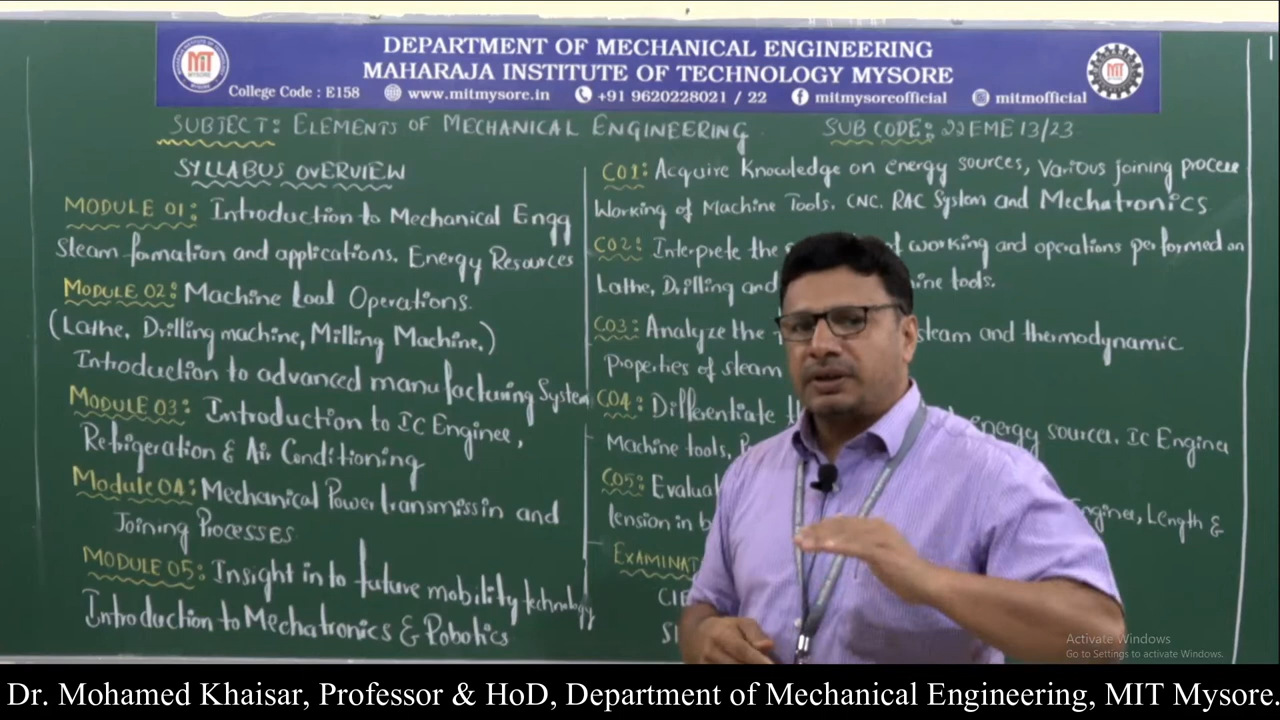 DEPARTMENT OF MECHANICAL ENGINEERING
MAHARAJA INSTITUTE OF TECHNOLOGY MYSORE
College Code : E158 www.mitmysore.in +91 9620228021 / 22 mitmysoreofficial mitmofficial
MIT
MIT
SUBJECT: ELEMENTS OF MECHANICAL ENGINEERING SUB CODE: 22EME13/23
SYLLABUS OVERVIEW
MODULE 01: Introduction to Mechanical Engg
Steam formation and applications. Energy Resources
MODULE 02: Machine tool Operations.
(Lathe, Drilling machine, Milling Machine.)
Introduction to advanced manufacturing System
MODULE 03: Introduction to IC Engine,
Refrigeration & Air Conditioning
Module 04: Mechanical Power transmissin and
Joining Processes
MODULE 05: Insight in to future mobility technology
Introduction to Mechatronics & Robotics
CO1: Acquire Knowledge on energy sources, various joining process
Working of Machine Tools. CNC. RAC System and Mechatronics
CO2: Interprete the working and operations performed on
Lathe, Drilling and tools.
CO3: Analyze the steam and thermodynamic
Properties of steam
CO4: Differentiate energy source. IC Engine
Machine tools,
CO5: Length &
tension in
CIE
Activate Windows
Go to Settings to activate Windows.
Dr. Mohamed Khaisar, Professor & HoD, Department of Mechanical Engineering, MIT Mysore.